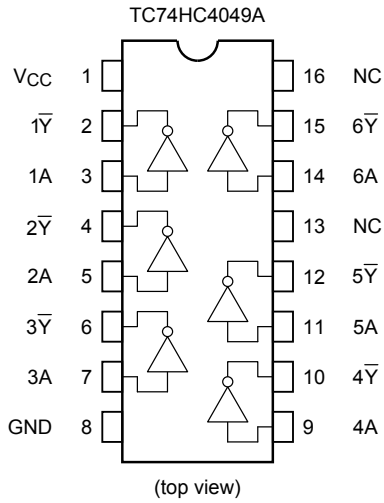 TC74HC4049A
VCC 1 16 NC
1Y̅ 2 15 6Y̅
1A 3 14 6A
2Y̅ 4 13 NC
2A 5 12 5Y̅
3Y̅ 6 11 5A
3A 7 10 4Y̅
GND 8 9 4A
(top view)